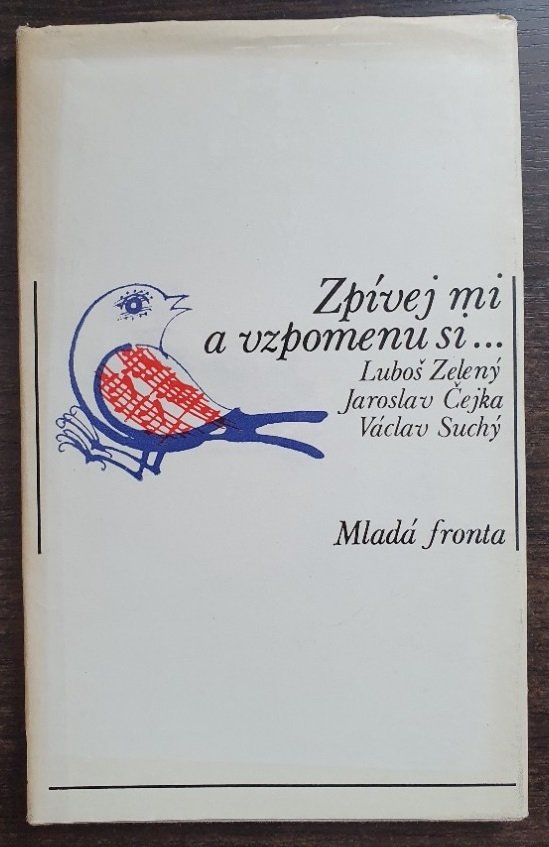 Zpívej mi
a vzpomenu si...
Luboš Zelený
Jaroslav Čejka
Václav Suchý
Mladá fronta